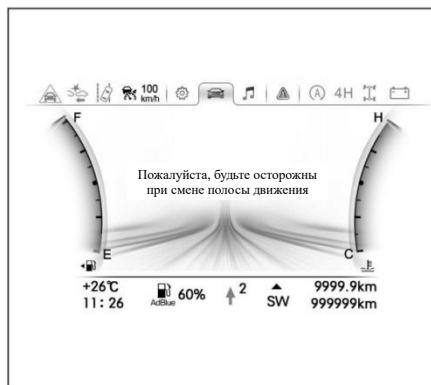 100
km/h
4H
F
H
Пожалуйста, будьте осторожны
при смене полосы движения
E
C
+26℃
11:26
AdBlue
60%
2
SW
9999.9km
999999km